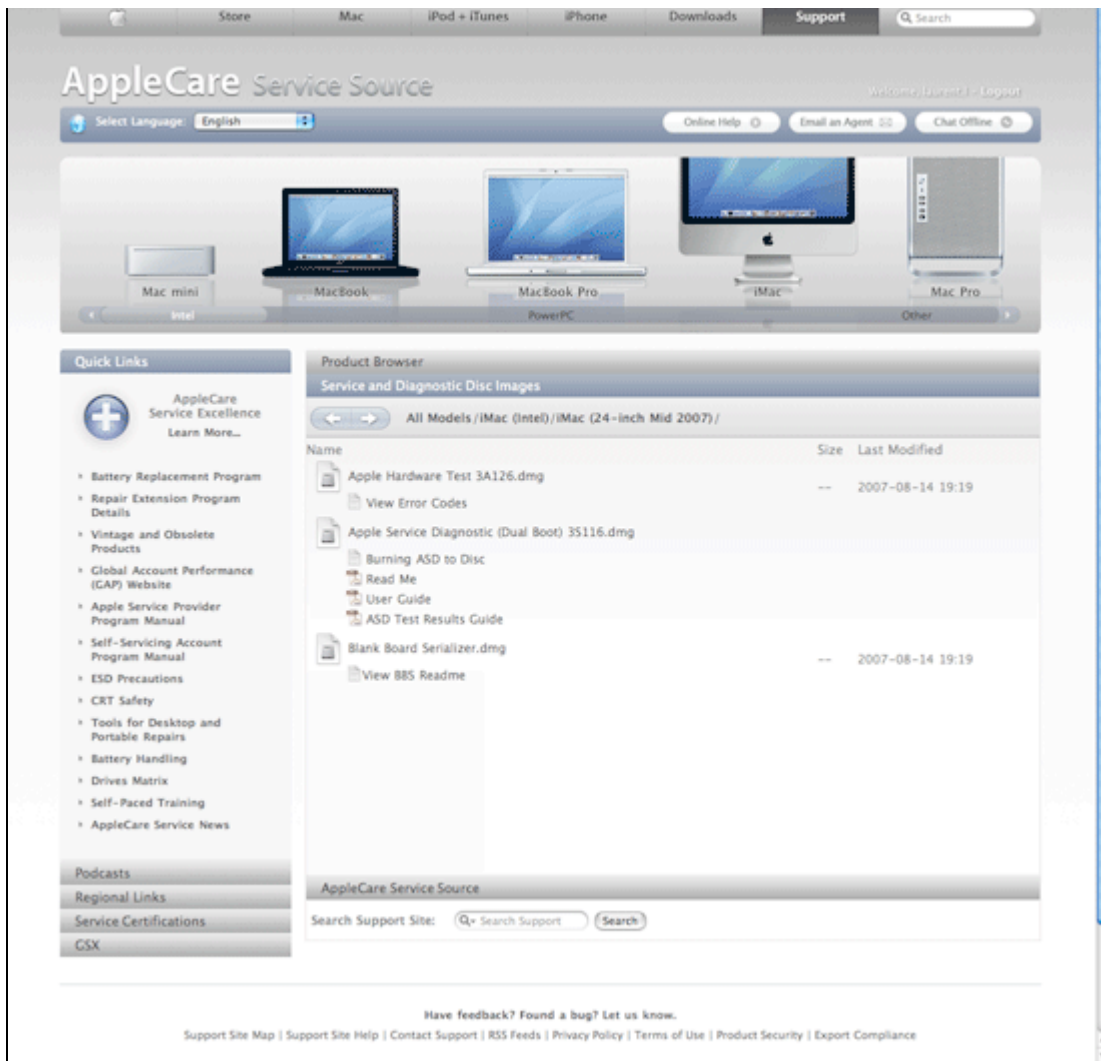 Store Mac iPod + iTunes iPhone Downloads Support Search
AppleCare Service Source
Logout
Select Language: English Online Help Email an Agent Chat Offline
Mac mini MacBook MacBook Pro iMac Mac Pro
Intel PowerPC Other
Quick Links
AppleCare
Service Excellence
Learn More...
Battery Replacement Program
Repair Extension Program
Details
Vintage and Obsolete
Products
Global Account Performance
(GAP) Website
Apple Service Provider
Program Manual
Self-Servicing Account
Program Manual
ESD Precautions
CRT Safety
Tools for Desktop and
Portable Repairs
Battery Handling
Drives Matrix
Self-Paced Training
AppleCare Service News
Podcasts
Regional Links
Service Certifications
GSX
Product Browser
Service and Diagnostic Disc Images
All Models/iMac (Intel)/iMac (24-inch Mid 2007)/
Name Size Last Modified
Apple Hardware Test 3A126.dmg
-- 2007-08-14 19:19
View Error Codes
Apple Service Diagnostic (Dual Boot) 3S116.dmg
Burning ASD to Disc
Read Me
User Guide
ASD Test Results Guide
Blank Board Serializer.dmg
-- 2007-08-14 19:19
View BBS Readme
AppleCare Service Source
Search Support Site: Search Support Search
Have feedback? Found a bug? Let us know.
Support Site Map | Support Site Help | Contact Support | RSS Feeds | Privacy Policy | Terms of Use | Product Security | Export Compliance